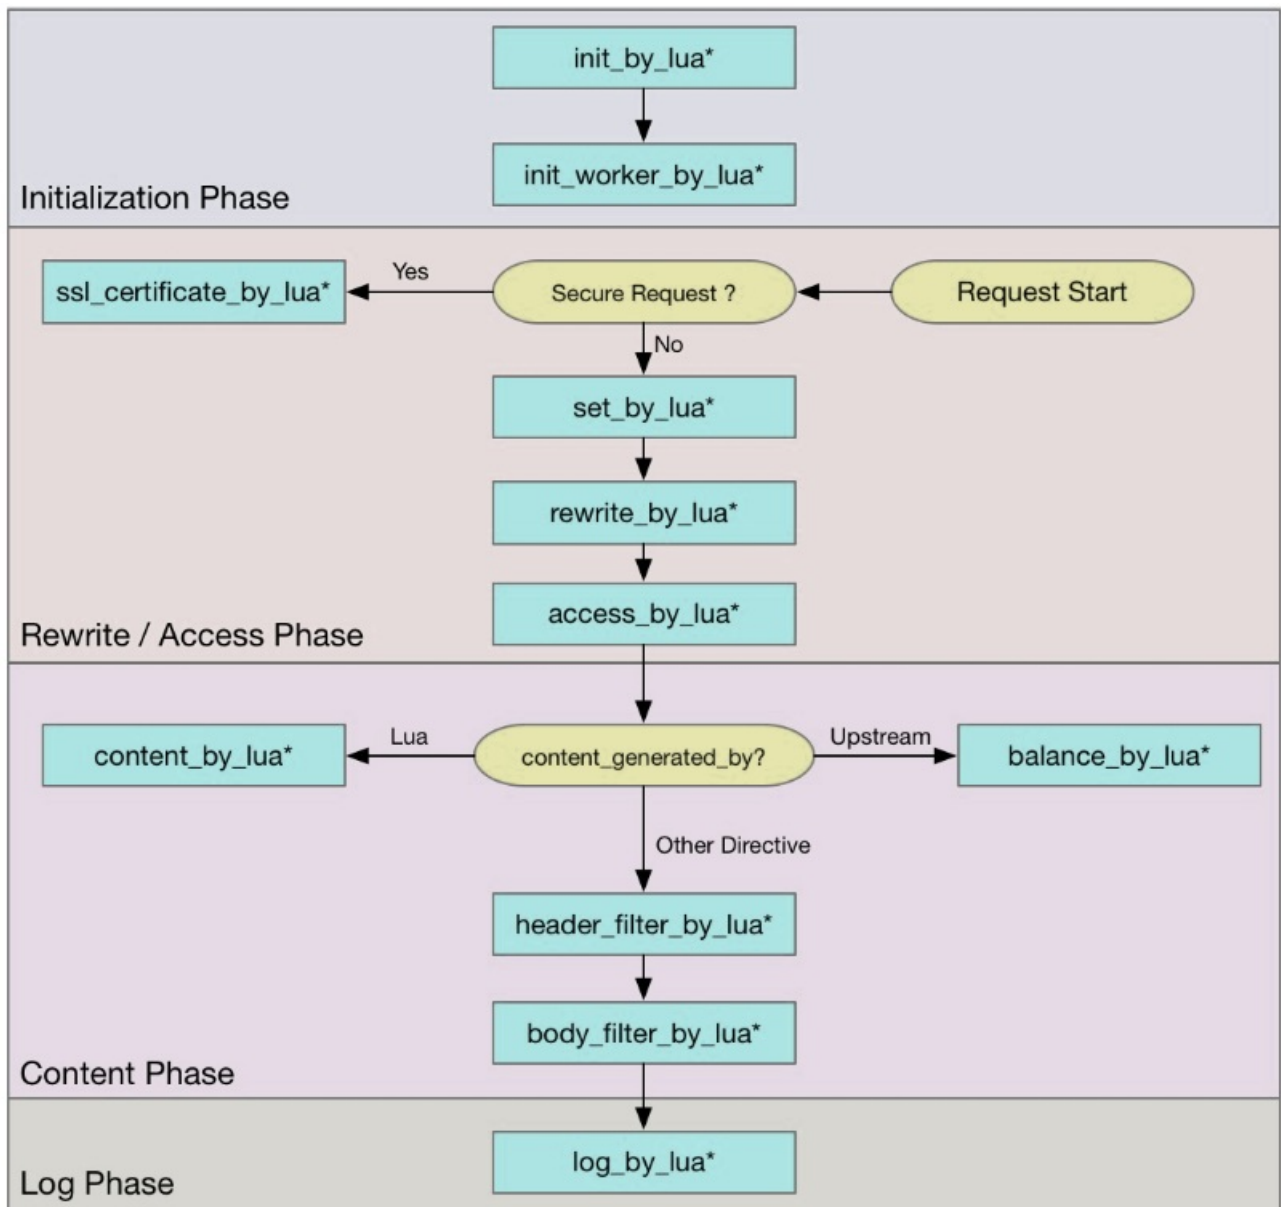 init_by_lua*
init_worker_by_lua*
Initialization Phase
ssl_certificate_by_lua*
Yes
Secure Request ?
Request Start
No
set_by_lua*
rewrite_by_lua*
access_by_lua*
Rewrite / Access Phase
content_by_lua*
Lua
content_generated_by?
Upstream
balance_by_lua*
Other Directive
header_filter_by_lua*
body_filter_by_lua*
Content Phase
log_by_lua*
Log Phase